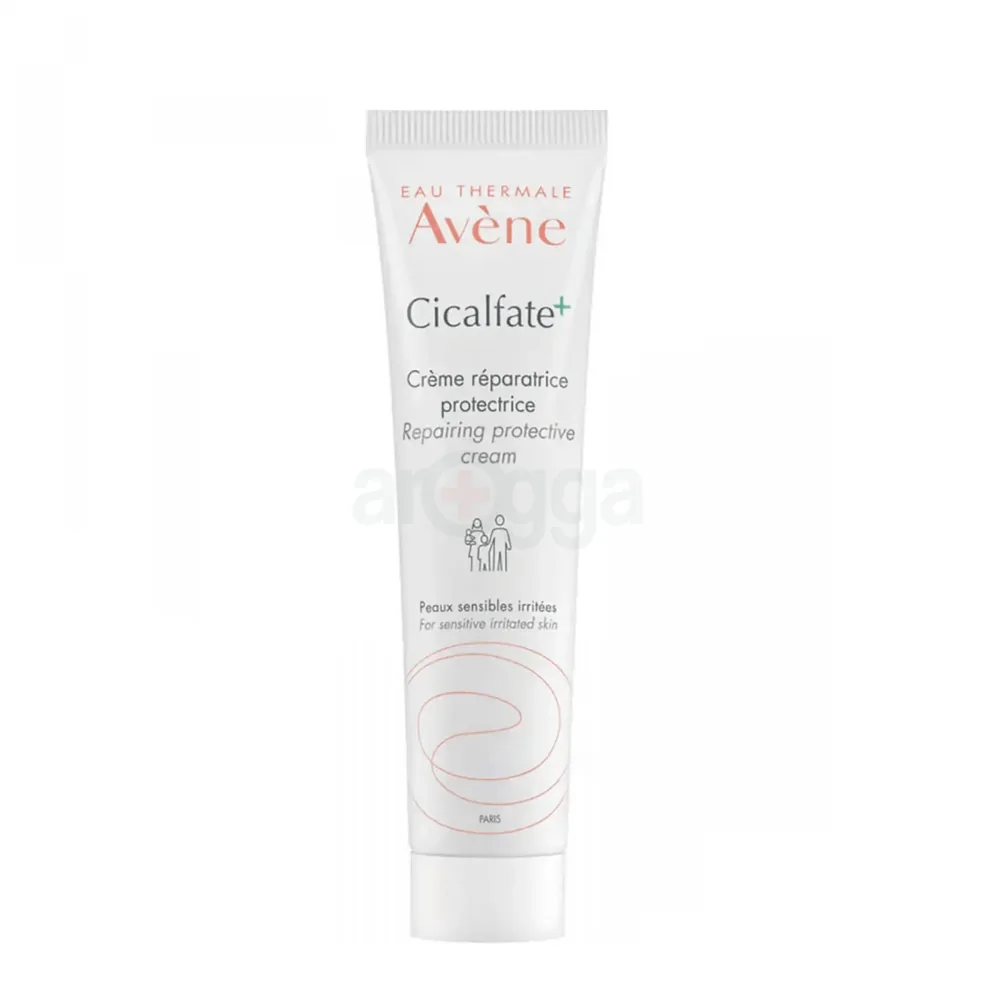 EAU THERMALE
Avène
Cicalfate+
Crème réparatrice
protectrice
Repairing protective
cream
arogga
Peaux sensibles irritées
For sensitive irritated skin
PARIS